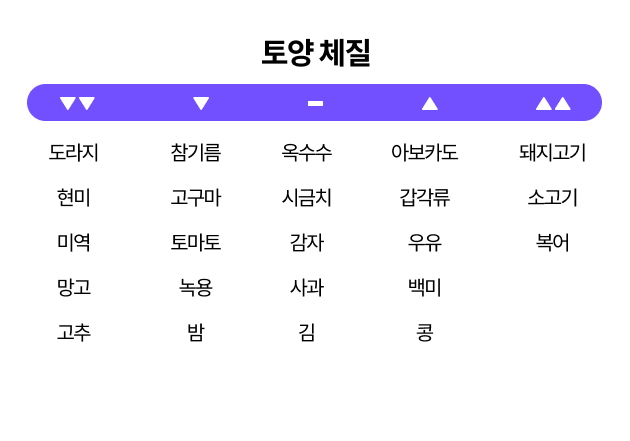 토양 체질
▼▼ ▼ ━ ▲ ▲▲
도라지 참기름 옥수수 아보카도 돼지고기
현미 고구마 시금치 갑각류 소고기
미역 토마토 감자 우유 복어
망고 녹용 사과 백미
고추 밤 김 콩